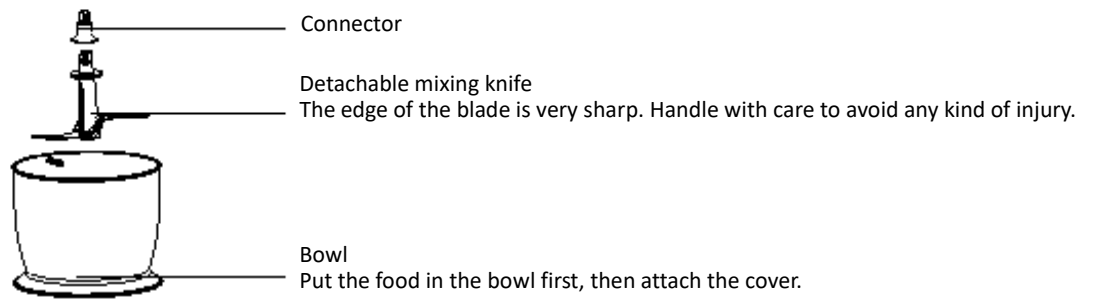 Connector
Detachable mixing knife
The edge of the blade is very sharp. Handle with care to avoid any kind of injury.
Bowl
Put the food in the bowl first, then attach the cover.